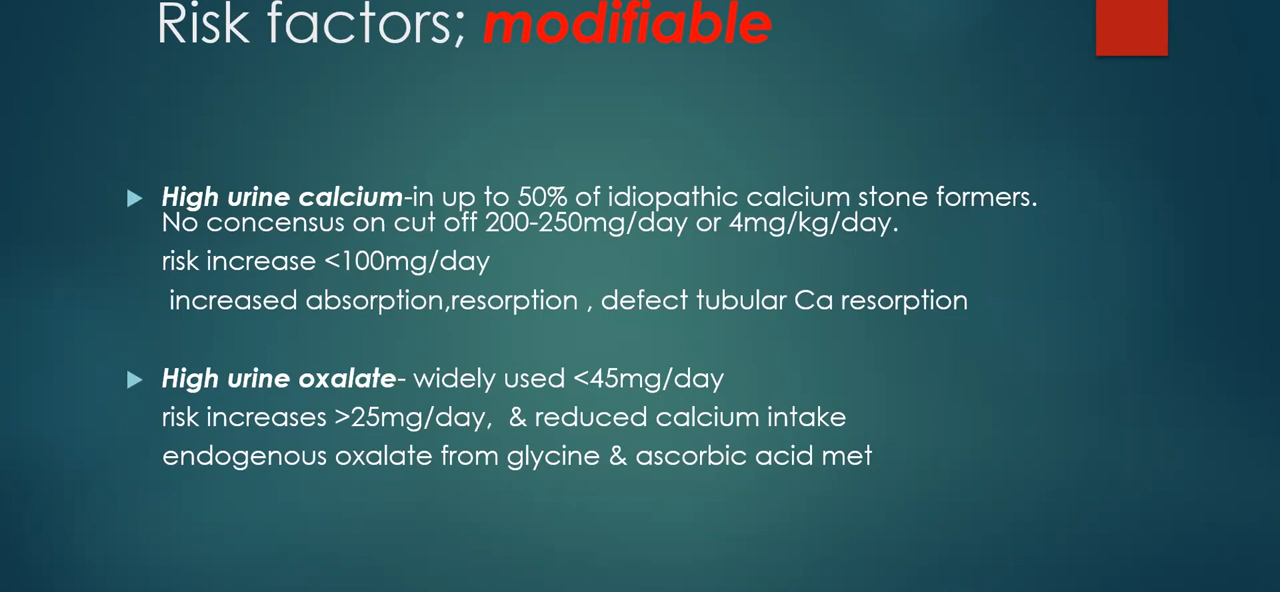 Risk factors; modifiable
High urine calcium-in up to 50% of idiopathic calcium stone formers.
No concensus on cut off 200-250mg/day or 4mg/kg/day.
risk increase <100mg/day
increased absorption,resorption , defect tubular Ca resorption
High urine oxalate- widely used <45mg/day
risk increases >25mg/day,  & reduced calcium intake
endogenous oxalate from glycine & ascorbic acid met